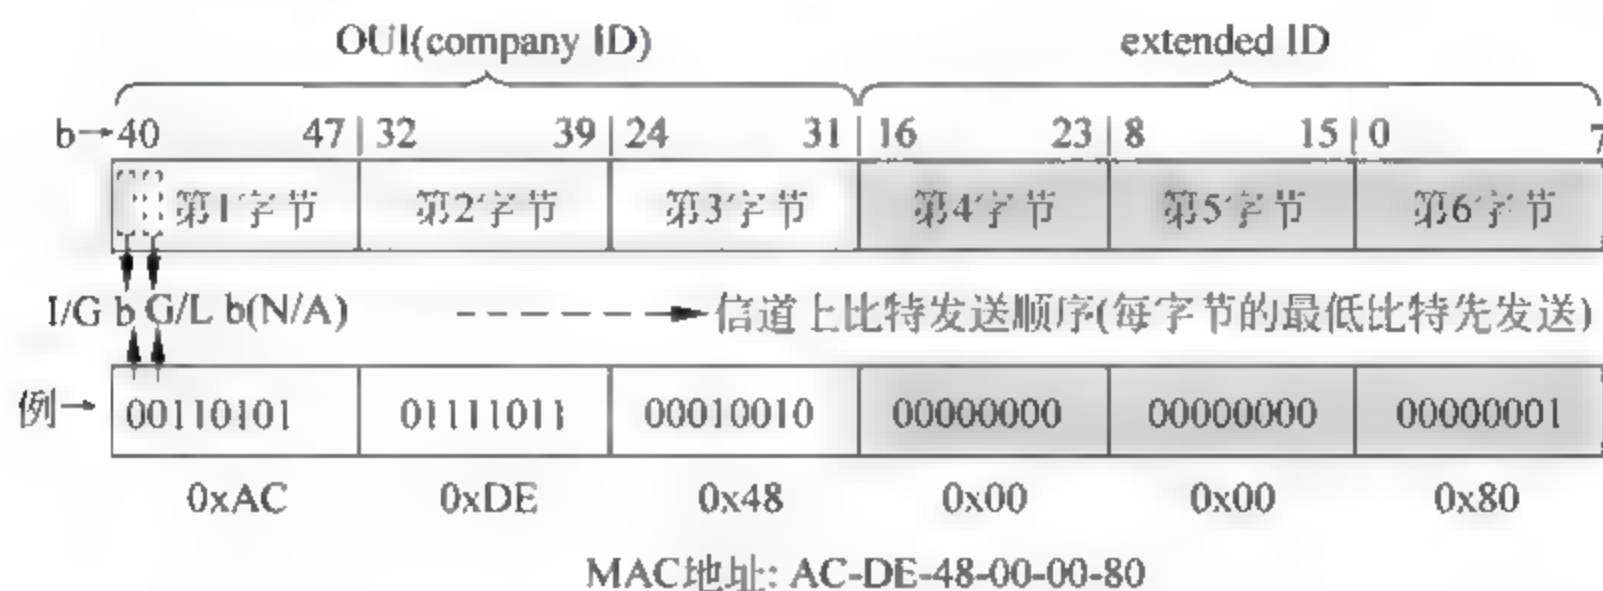 OUI(company ID) extended ID
b→40 47|32 39|24 31|16 23|8 15|0 7
第1字节 第2字节 第3字节 第4字节 第5字节 第6字节
I/G b G/L b(N/A) 信道上比特发送顺序(每字节的最低比特先发送)
例→ 00110101 01111011 00010010 00000000 00000000 00000001
0xAC 0xDE 0x48 0x00 0x00 0x80
MAC地址: AC-DE-48-00-00-80